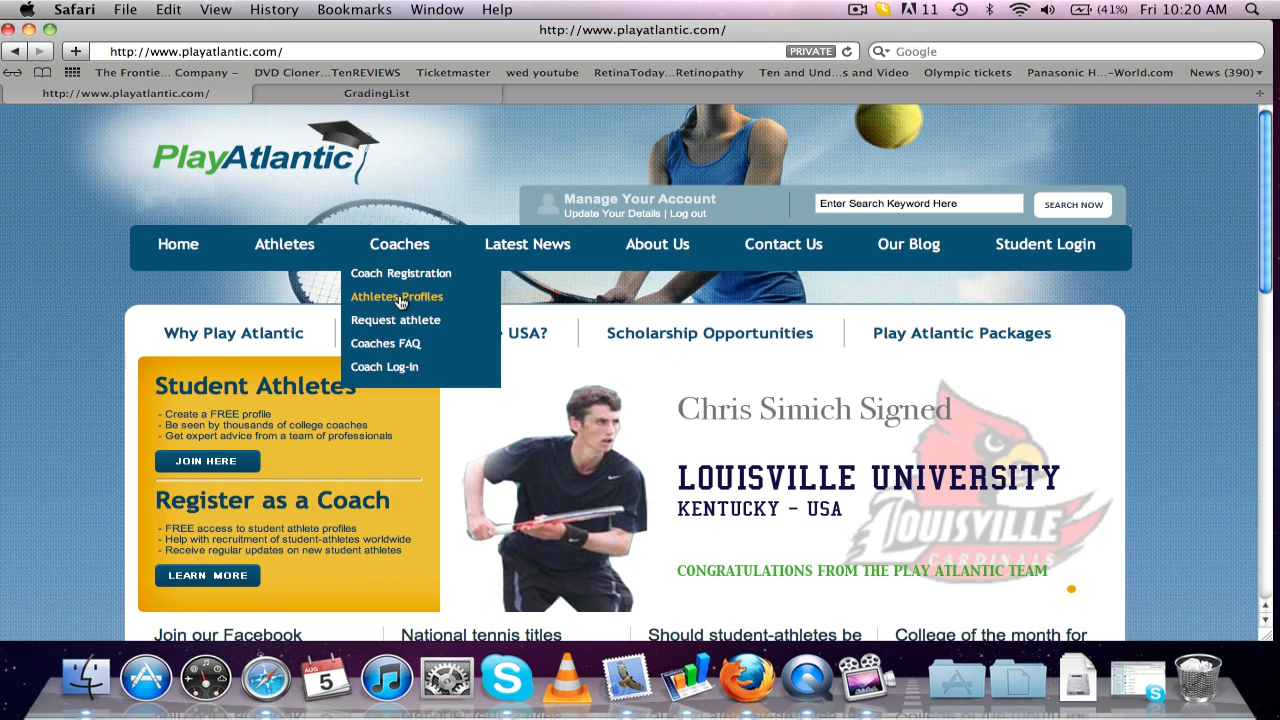 Safari File Edit View History Bookmarks Window Help 11 (41%) Fri 10:20 AM
http://www.playatlantic.com/
http://www.playatlantic.com/ PRIVATE Google
The Frontie... Company – DVD Cloner...TenREVIEWS Ticketmaster wed youtube RetinaToday...Retinopathy Ten and Und...s and Video Olympic tickets Panasonic H...-World.com News (390)
http://www.playatlantic.com/ GradingList
PlayAtlantic
Manage Your Account
Update Your Details | Log out
Enter Search Keyword Here SEARCH NOW
Home Athletes Coaches Latest News About Us Contact Us Our Blog Student Login
Coach Registration
Athletes Profiles
Request athlete
Coaches FAQ
Coach Log-In
Why Play Atlantic USA? Scholarship Opportunities Play Atlantic Packages
Student Athletes
- Create a FREE profile
- Be seen by thousands of college coaches
- Get expert advice from a team of professionals
JOIN HERE
Register as a Coach
- FREE access to student athlete profiles
- Help with recruitment of student-athletes worldwide
- Receive regular updates on new student athletes
LEARN MORE
Chris Simich Signed
LOUISVILLE UNIVERSITY
KENTUCKY – USA
LOUISVILLE
CARDINALS
CONGRATULATIONS FROM THE PLAY ATLANTIC TEAM
Join our Facebook National tennis titles Should student-athletes be College of the month for
AUG
5